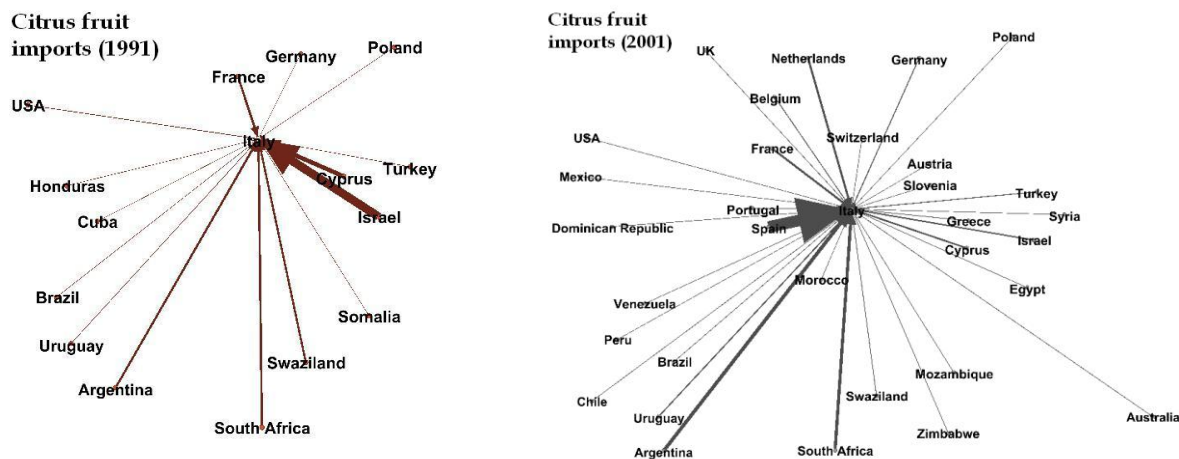 Citrus fruit
imports (1991)
Germany
Poland
France
USA
Italy
Turkey
Cyprus
Honduras
Israel
Cuba
Brazil
Somalia
Uruguay
Swaziland
Argentina
South Africa
Citrus fruit
imports (2001)
UK
Netherlands
Germany
Poland
Belgium
USA
Switzerland
France
Austria
Mexico
Slovenia
Turkey
Portugal
Italy
Syria
Dominican Republic
Spain
Greece
Israel
Cyprus
Morocco
Egypt
Venezuela
Peru
Brazil
Mozambique
Chile
Swaziland
Uruguay
Australia
Zimbabwe
Argentina
South Africa